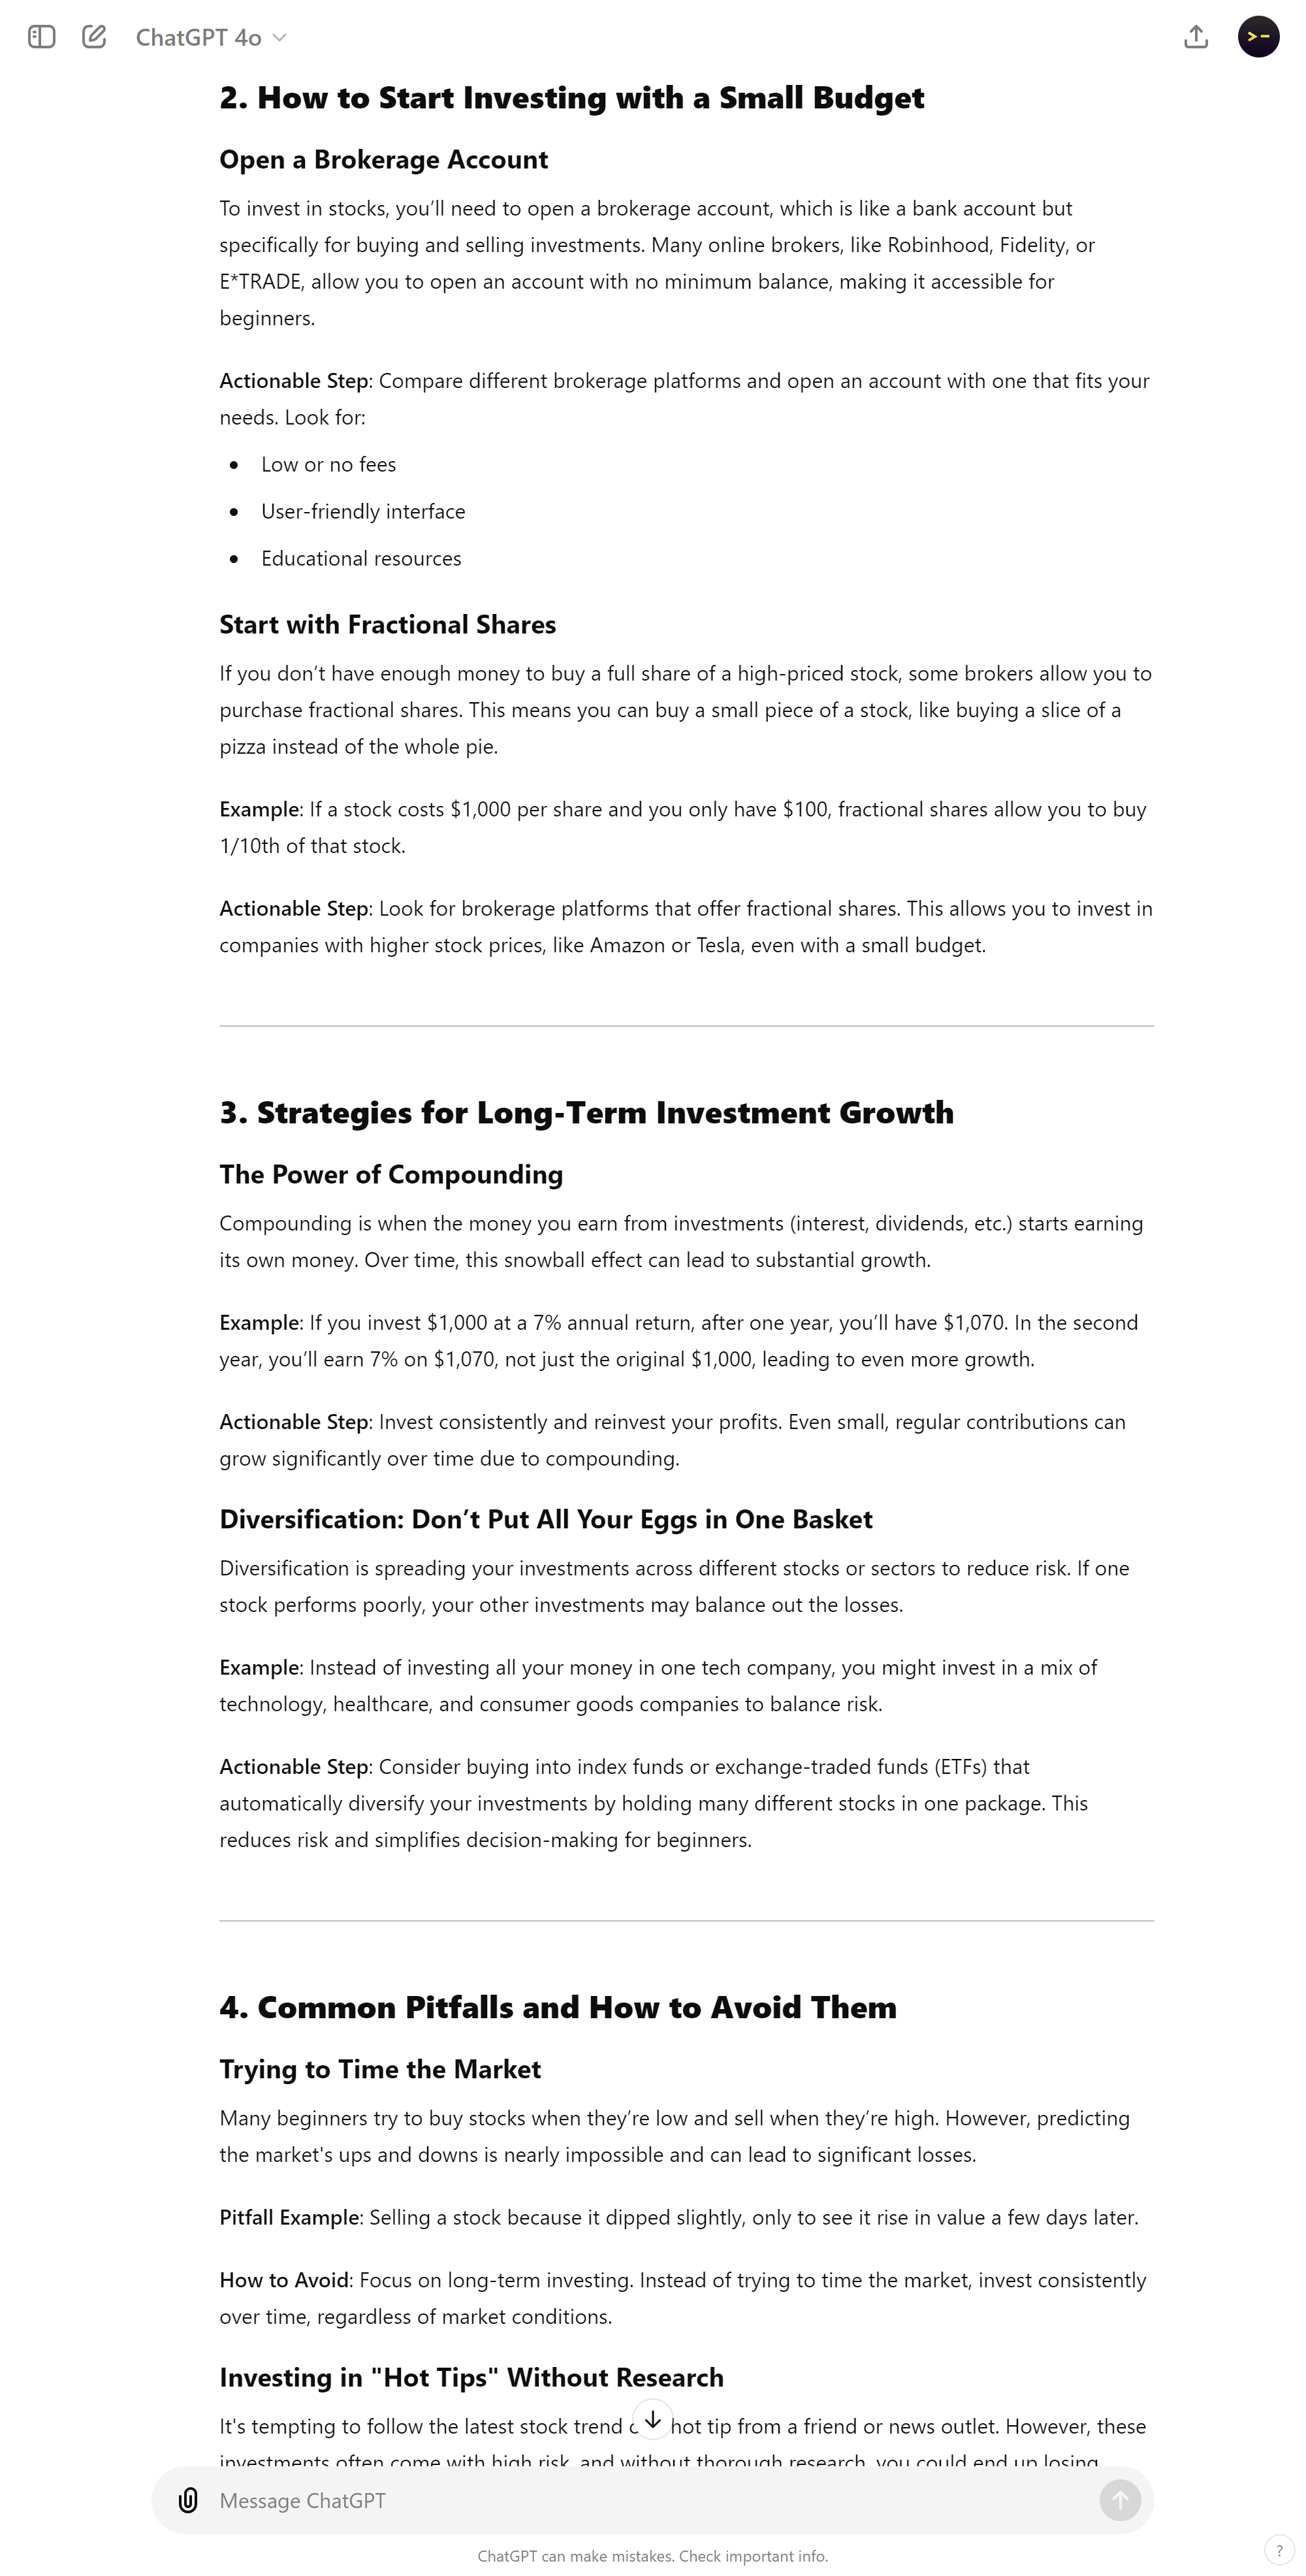 ChatGPT 4o
2. How to Start Investing with a Small Budget
Open a Brokerage Account
To invest in stocks, you’ll need to open a brokerage account, which is like a bank account but
specifically for buying and selling investments. Many online brokers, like Robinhood, Fidelity, or
E*TRADE, allow you to open an account with no minimum balance, making it accessible for
beginners.
Actionable Step: Compare different brokerage platforms and open an account with one that fits your
needs. Look for:
• Low or no fees
• User-friendly interface
• Educational resources
Start with Fractional Shares
If you don’t have enough money to buy a full share of a high-priced stock, some brokers allow you to
purchase fractional shares. This means you can buy a small piece of a stock, like buying a slice of a
pizza instead of the whole pie.
Example: If a stock costs $1,000 per share and you only have $100, fractional shares allow you to buy
1/10th of that stock.
Actionable Step: Look for brokerage platforms that offer fractional shares. This allows you to invest in
companies with higher stock prices, like Amazon or Tesla, even with a small budget.
3. Strategies for Long-Term Investment Growth
The Power of Compounding
Compounding is when the money you earn from investments (interest, dividends, etc.) starts earning
its own money. Over time, this snowball effect can lead to substantial growth.
Example: If you invest $1,000 at a 7% annual return, after one year, you’ll have $1,070. In the second
year, you’ll earn 7% on $1,070, not just the original $1,000, leading to even more growth.
Actionable Step: Invest consistently and reinvest your profits. Even small, regular contributions can
grow significantly over time due to compounding.
Diversification: Don’t Put All Your Eggs in One Basket
Diversification is spreading your investments across different stocks or sectors to reduce risk. If one
stock performs poorly, your other investments may balance out the losses.
Example: Instead of investing all your money in one tech company, you might invest in a mix of
technology, healthcare, and consumer goods companies to balance risk.
Actionable Step: Consider buying into index funds or exchange-traded funds (ETFs) that
automatically diversify your investments by holding many different stocks in one package. This
reduces risk and simplifies decision-making for beginners.
4. Common Pitfalls and How to Avoid Them
Trying to Time the Market
Many beginners try to buy stocks when they’re low and sell when they’re high. However, predicting
the market's ups and downs is nearly impossible and can lead to significant losses.
Pitfall Example: Selling a stock because it dipped slightly, only to see it rise in value a few days later.
How to Avoid: Focus on long-term investing. Instead of trying to time the market, invest consistently
over time, regardless of market conditions.
Investing in "Hot Tips" Without Research
It's tempting to follow the latest stock trend hot tip from a friend or news outlet. However, these
investments often come with high risk, and without thorough research, you could end up losing
Message ChatGPT
ChatGPT can make mistakes. Check important info.
?